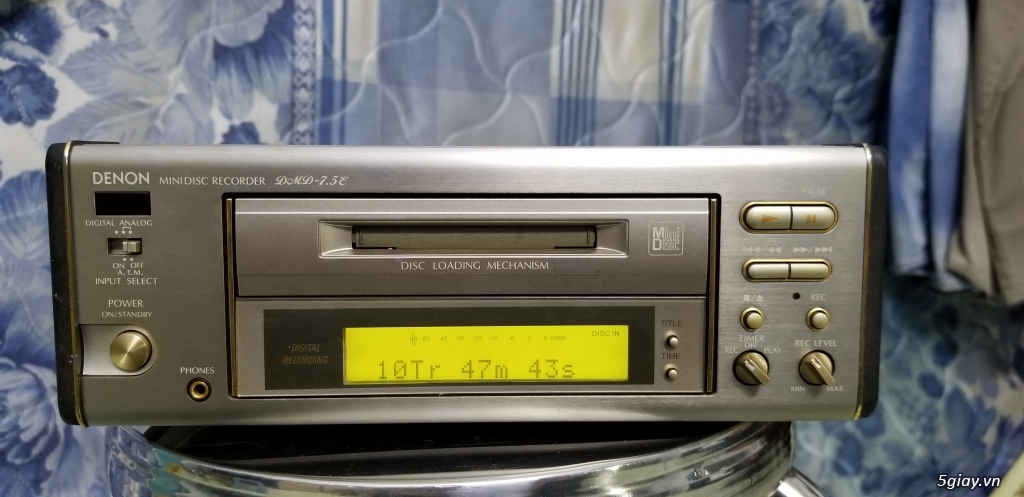 DENON MINIDISC RECORDER DMD-7.5E
DIGITAL ANALOG
ON OFF
A.T.M.
INPUT SELECT
POWER
ON/STANDBY
PHONES
MD
DISC LOADING MECHANISM
DIGITAL
RECORDING
dB -60 -40 -30 -20 -12 -6 -2 0 OVER
DISC IN
10Tr 47m 43s
TITLE
TIME
PAUSE
REC
TIMER
OFF
REC PLAY
REC LEVEL
MIN MAX
5giay.vn